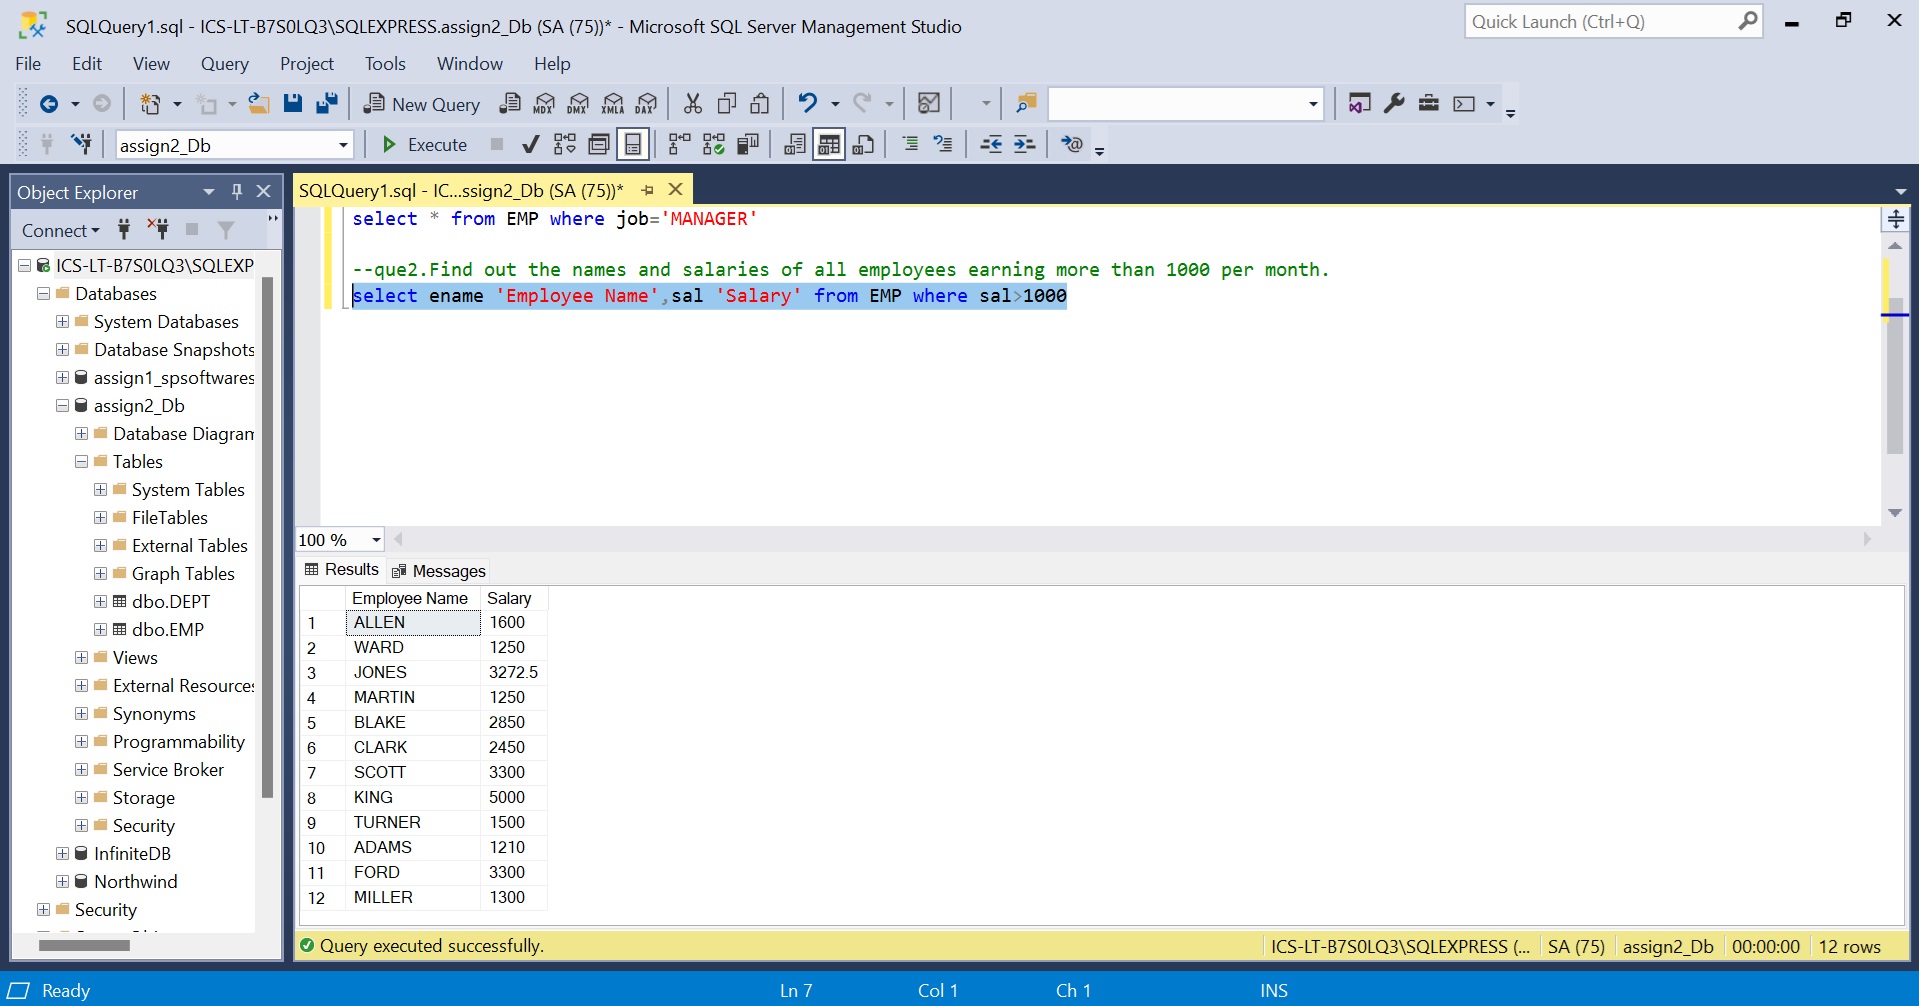 SQLQuery1.sql - ICS-LT-B7S0LQ3\SQLEXPRESS.assign2_Db (SA (75))* - Microsoft SQL Server Management Studio
Quick Launch (Ctrl+Q)
File Edit View Query Project Tools Window Help
New Query MDX DMX XMLA DAX
assign2_Db Execute
Object Explorer
Connect
ICS-LT-B7S0LQ3\SQLEXP
Databases
System Databases
Database Snapshots
assign1_spsoftwares
assign2_Db
Database Diagram
Tables
System Tables
FileTables
External Tables
Graph Tables
dbo.DEPT
dbo.EMP
Views
External Resources
Synonyms
Programmability
Service Broker
Storage
Security
InfiniteDB
Northwind
Security
SQLQuery1.sql - IC...ssign2_Db (SA (75))*
select * from EMP where job='MANAGER'
--que2.Find out the names and salaries of all employees earning more than 1000 per month.
select ename 'Employee Name',sal 'Salary' from EMP where sal>1000
100 %
Results Messages
Employee Name Salary
1 ALLEN 1600
2 WARD 1250
3 JONES 3272.5
4 MARTIN 1250
5 BLAKE 2850
6 CLARK 2450
7 SCOTT 3300
8 KING 5000
9 TURNER 1500
10 ADAMS 1210
11 FORD 3300
12 MILLER 1300
Query executed successfully. ICS-LT-B7S0LQ3\SQLEXPRESS (... SA (75) assign2_Db 00:00:00 12 rows
Ready Ln 7 Col 1 Ch 1 INS